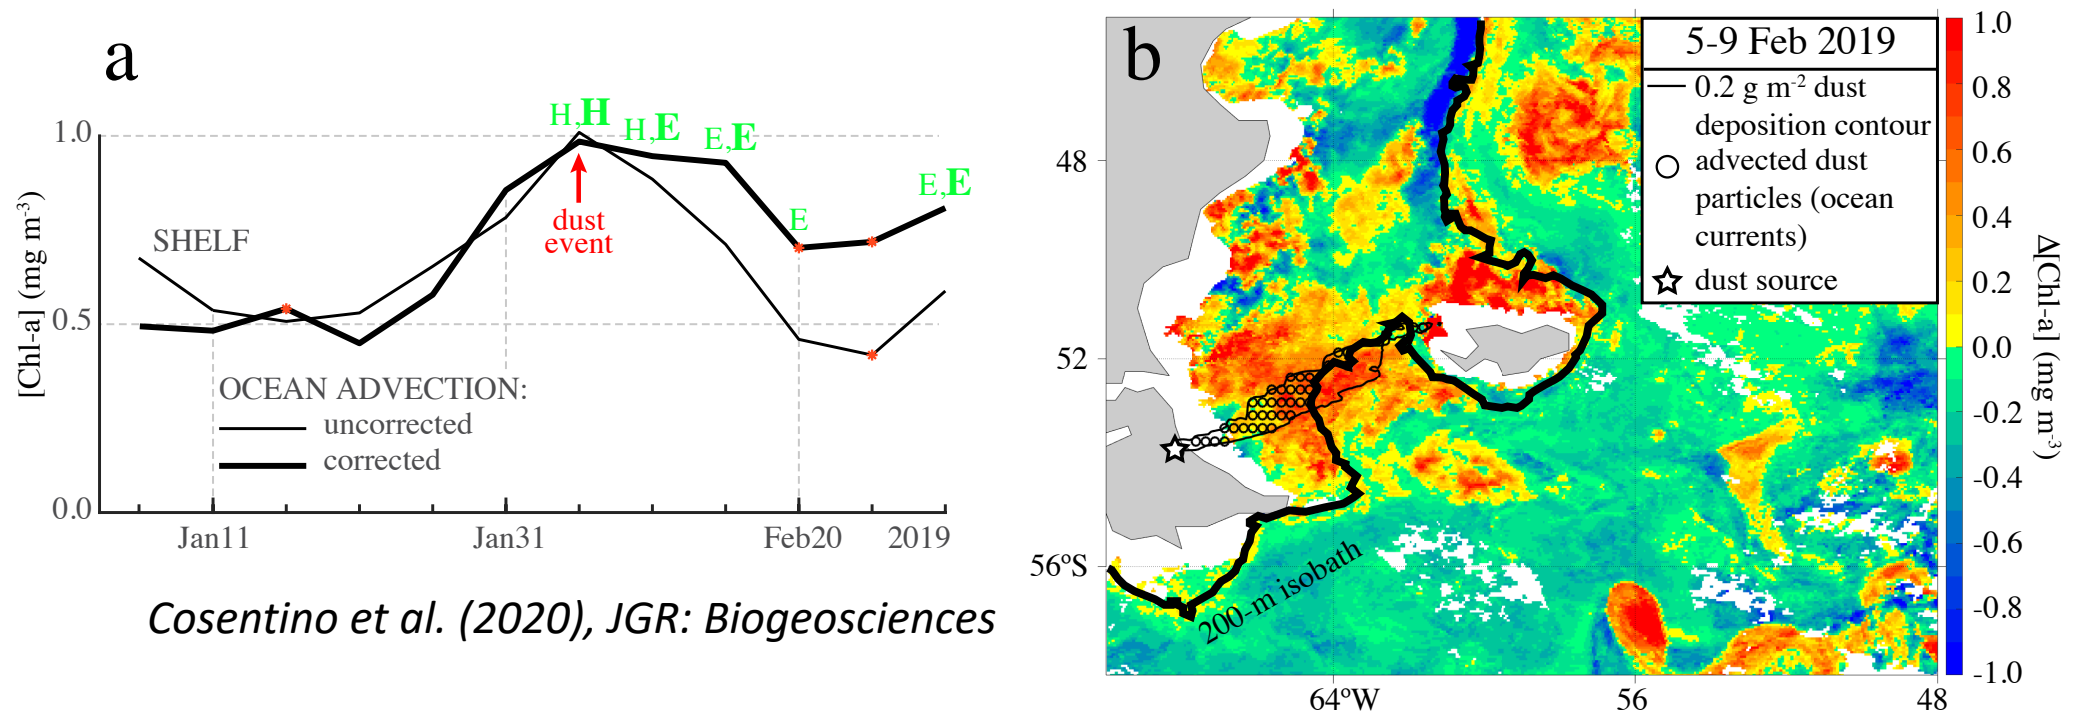 a
1.0
0.5
0.0
[Chl-a] (mg m-3)
SHELF
H,H
H,E
E,E
E
E,E
dust
event
OCEAN ADVECTION:
uncorrected
corrected
Jan11
Jan31
Feb20
2019
Cosentino et al. (2020), JGR: Biogeosciences
b
5-9 Feb 2019
0.2 g m-2 dust
deposition contour
advected dust
particles (ocean
currents)
dust source
200-m isobath
48
52
56ºS
64ºW
56
48
1.0
0.8
0.6
0.4
0.2
0.0
-0.2
-0.4
-0.6
-0.8
-1.0
Δ[Chl-a] (mg m-3)